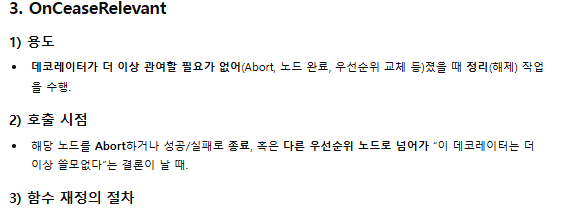 3. OnCeaseRelevant
1) 용도
• 데코레이터가 더 이상 관여할 필요가 없어(Abort, 노드 완료, 우선순위 교체 등)졌을 때 정리(해제) 작업
을 수행.
2) 호출 시점
• 해당 노드를 Abort하거나 성공/실패로 종료, 혹은 다른 우선순위 노드로 넘어가 “이 데코레이터는 더
이상 쓸모없다”는 결론이 날 때.
3) 함수 재정의 절차